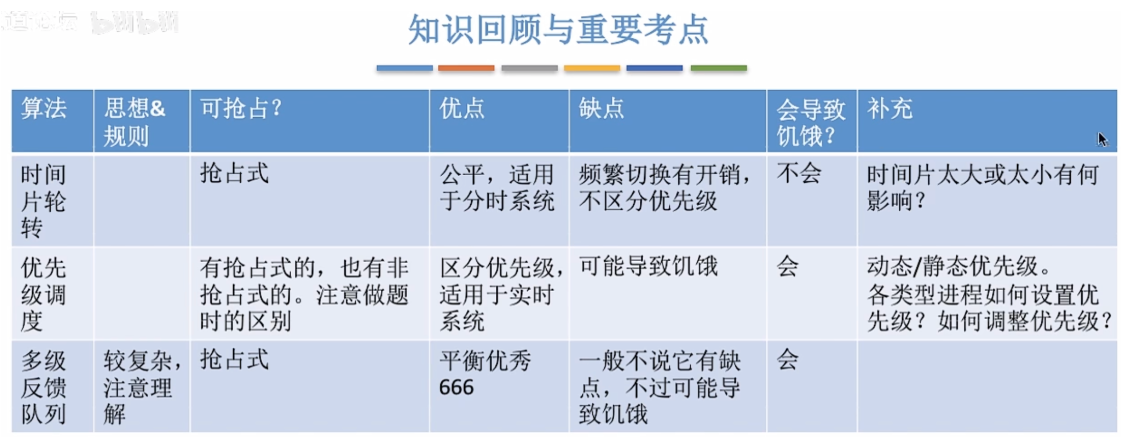 知识回顾与重要考点
算法
思想&
规则
可抢占？
优点
缺点
会导致
饥饿？
补充
时间
片轮
转
抢占式
公平，适用
于分时系统
频繁切换有开销，
不区分优先级
不会
时间片太大或太小有何
影响？
优先
级调
度
有抢占式的，也有非
抢占式的。注意做题
时的区别
区分优先级，
适用于实时
系统
可能导致饥饿
会
动态/静态优先级。
各类型进程如何设置优
先级？如何调整优先级？
多级
反馈
队列
较复杂，
注意理
解
抢占式
平衡优秀
666
一般不说它有缺
点，不过可能导
致饥饿
会